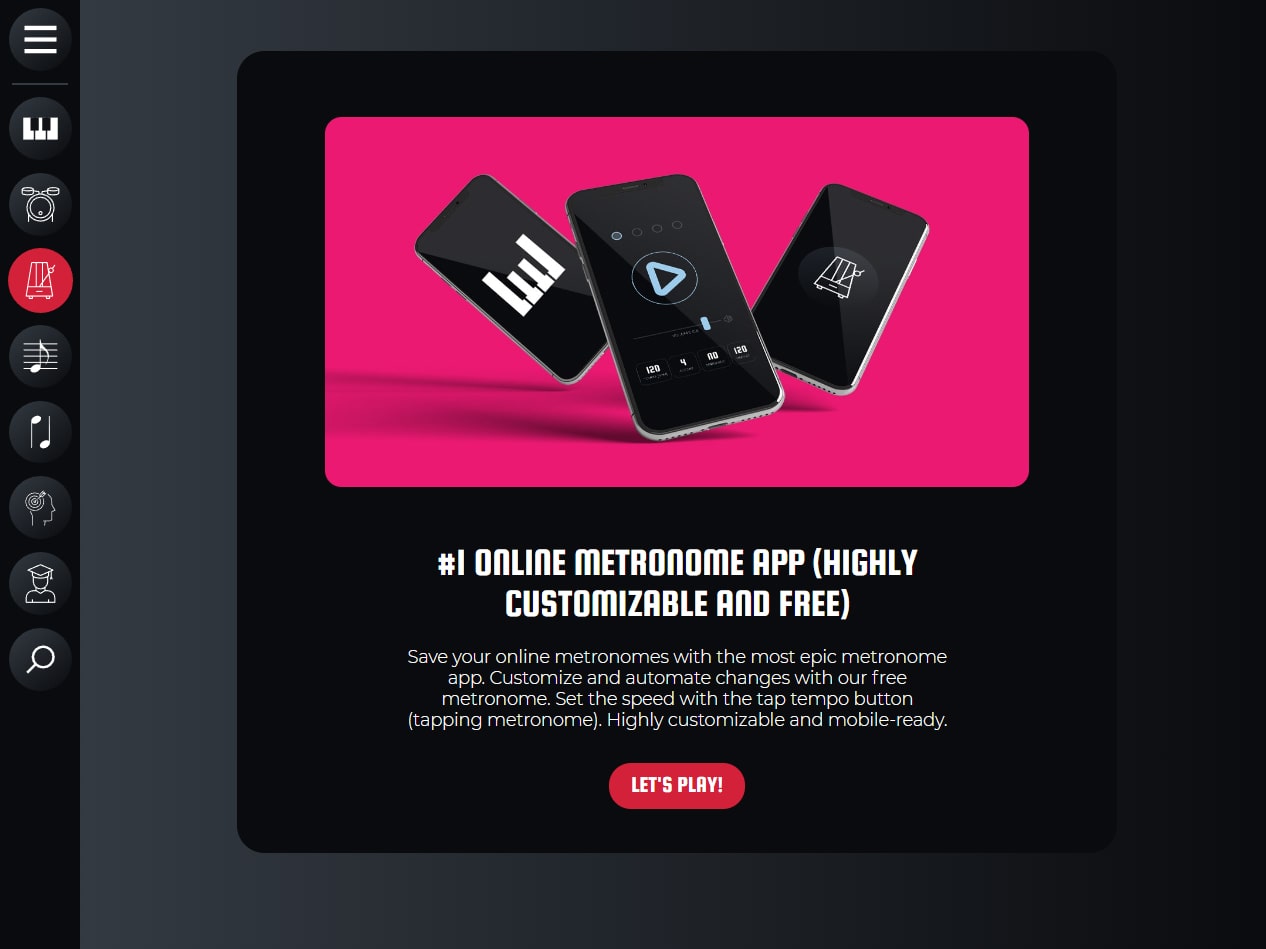 120
4
NO
120
#1 ONLINE METRONOME APP (HIGHLY
CUSTOMIZABLE AND FREE)
Save your online metronomes with the most epic metronome
app. Customize and automate changes with our free
metronome. Set the speed with the tap tempo button
(tapping metronome). Highly customizable and mobile-ready.
LET'S PLAY!